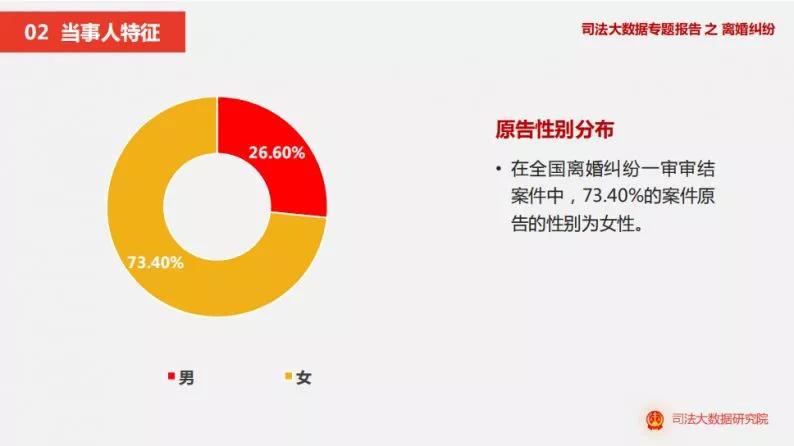 02 当事人特征
司法大数据专题报告 之 离婚纠纷
26.60%
73.40%
男
女
原告性别分布
• 在全国离婚纠纷一审审结
案件中，73.40%的案件原
告的性别为女性。
司法大数据研究院